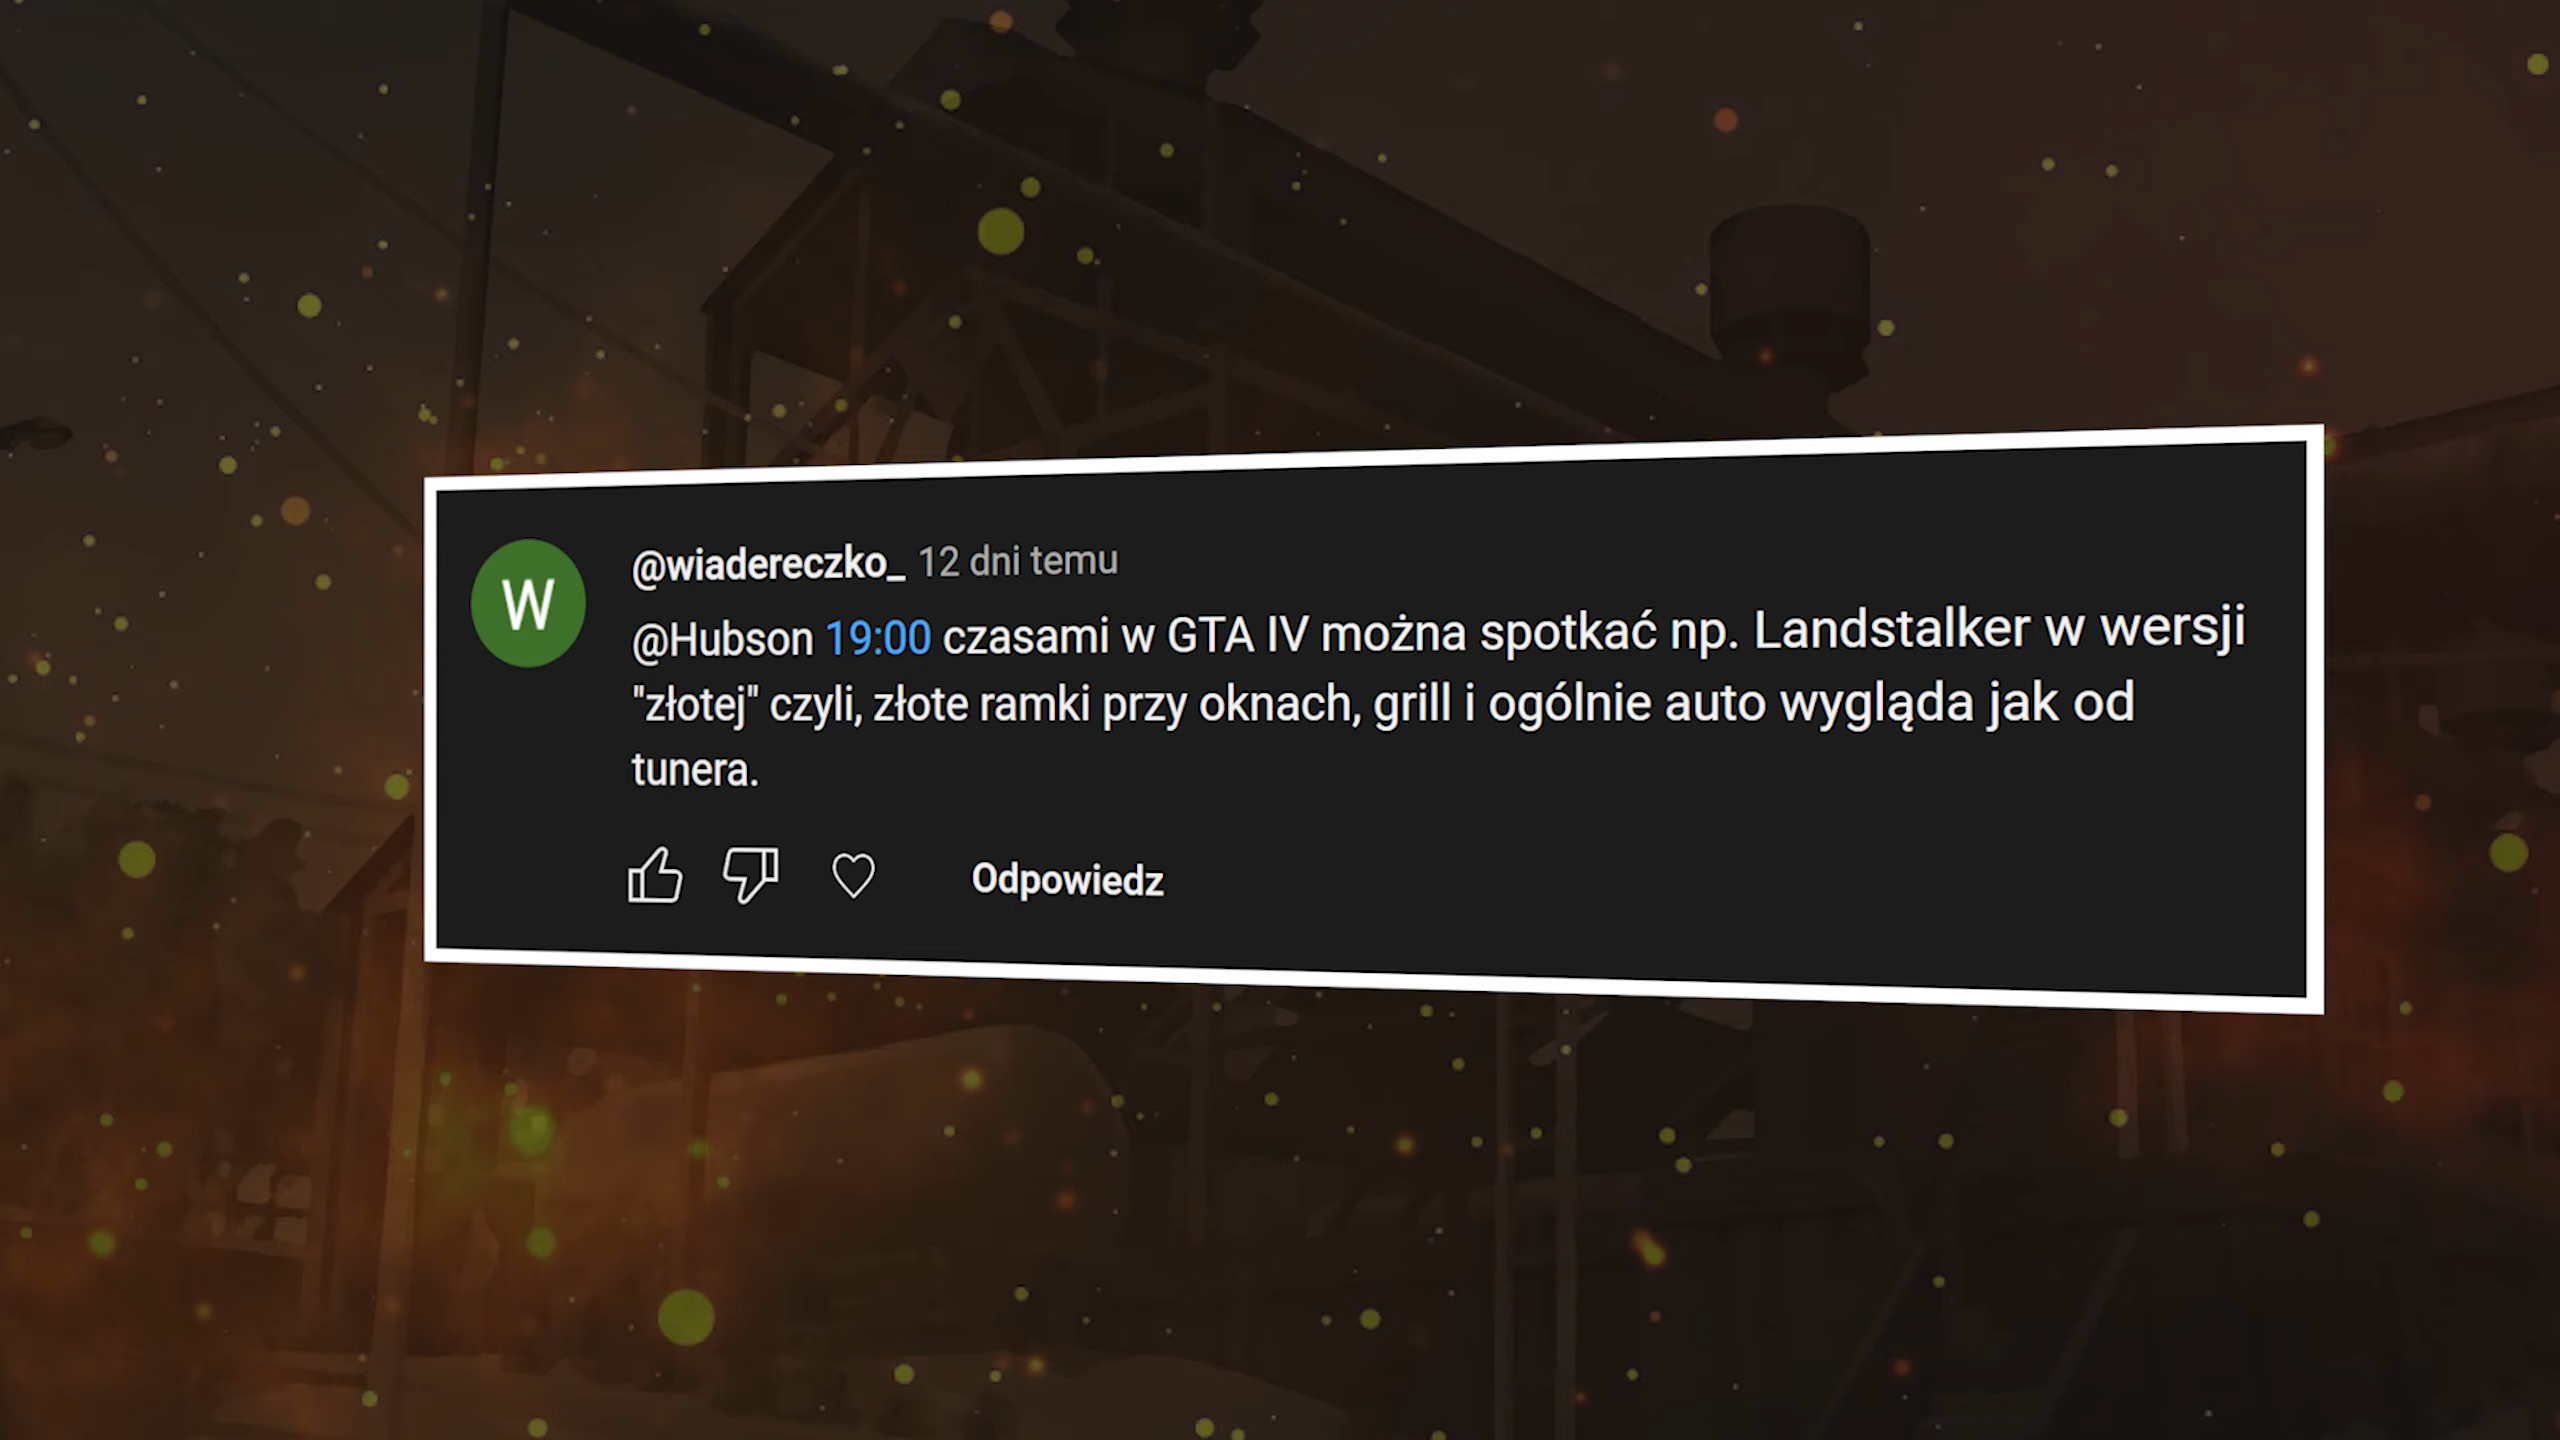 W
@wiadereczko_ 12 dni temu
@Hubson 19:00 czasami w GTA IV można spotkać np. Landstalker w wersji
"złotej" czyli, złote ramki przy oknach, grill i ogólnie auto wygląda jak od
tunera.
Odpowiedz